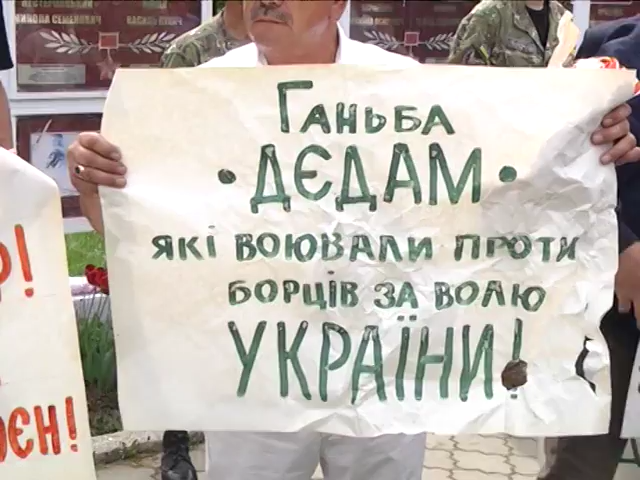 Ганьба
• ДЄДАМ •
ЯКІ ВОЮВАЛИ ПРОТИ
БОРЦІВ ЗА ВОЛЮ
УКРАЇНИ!